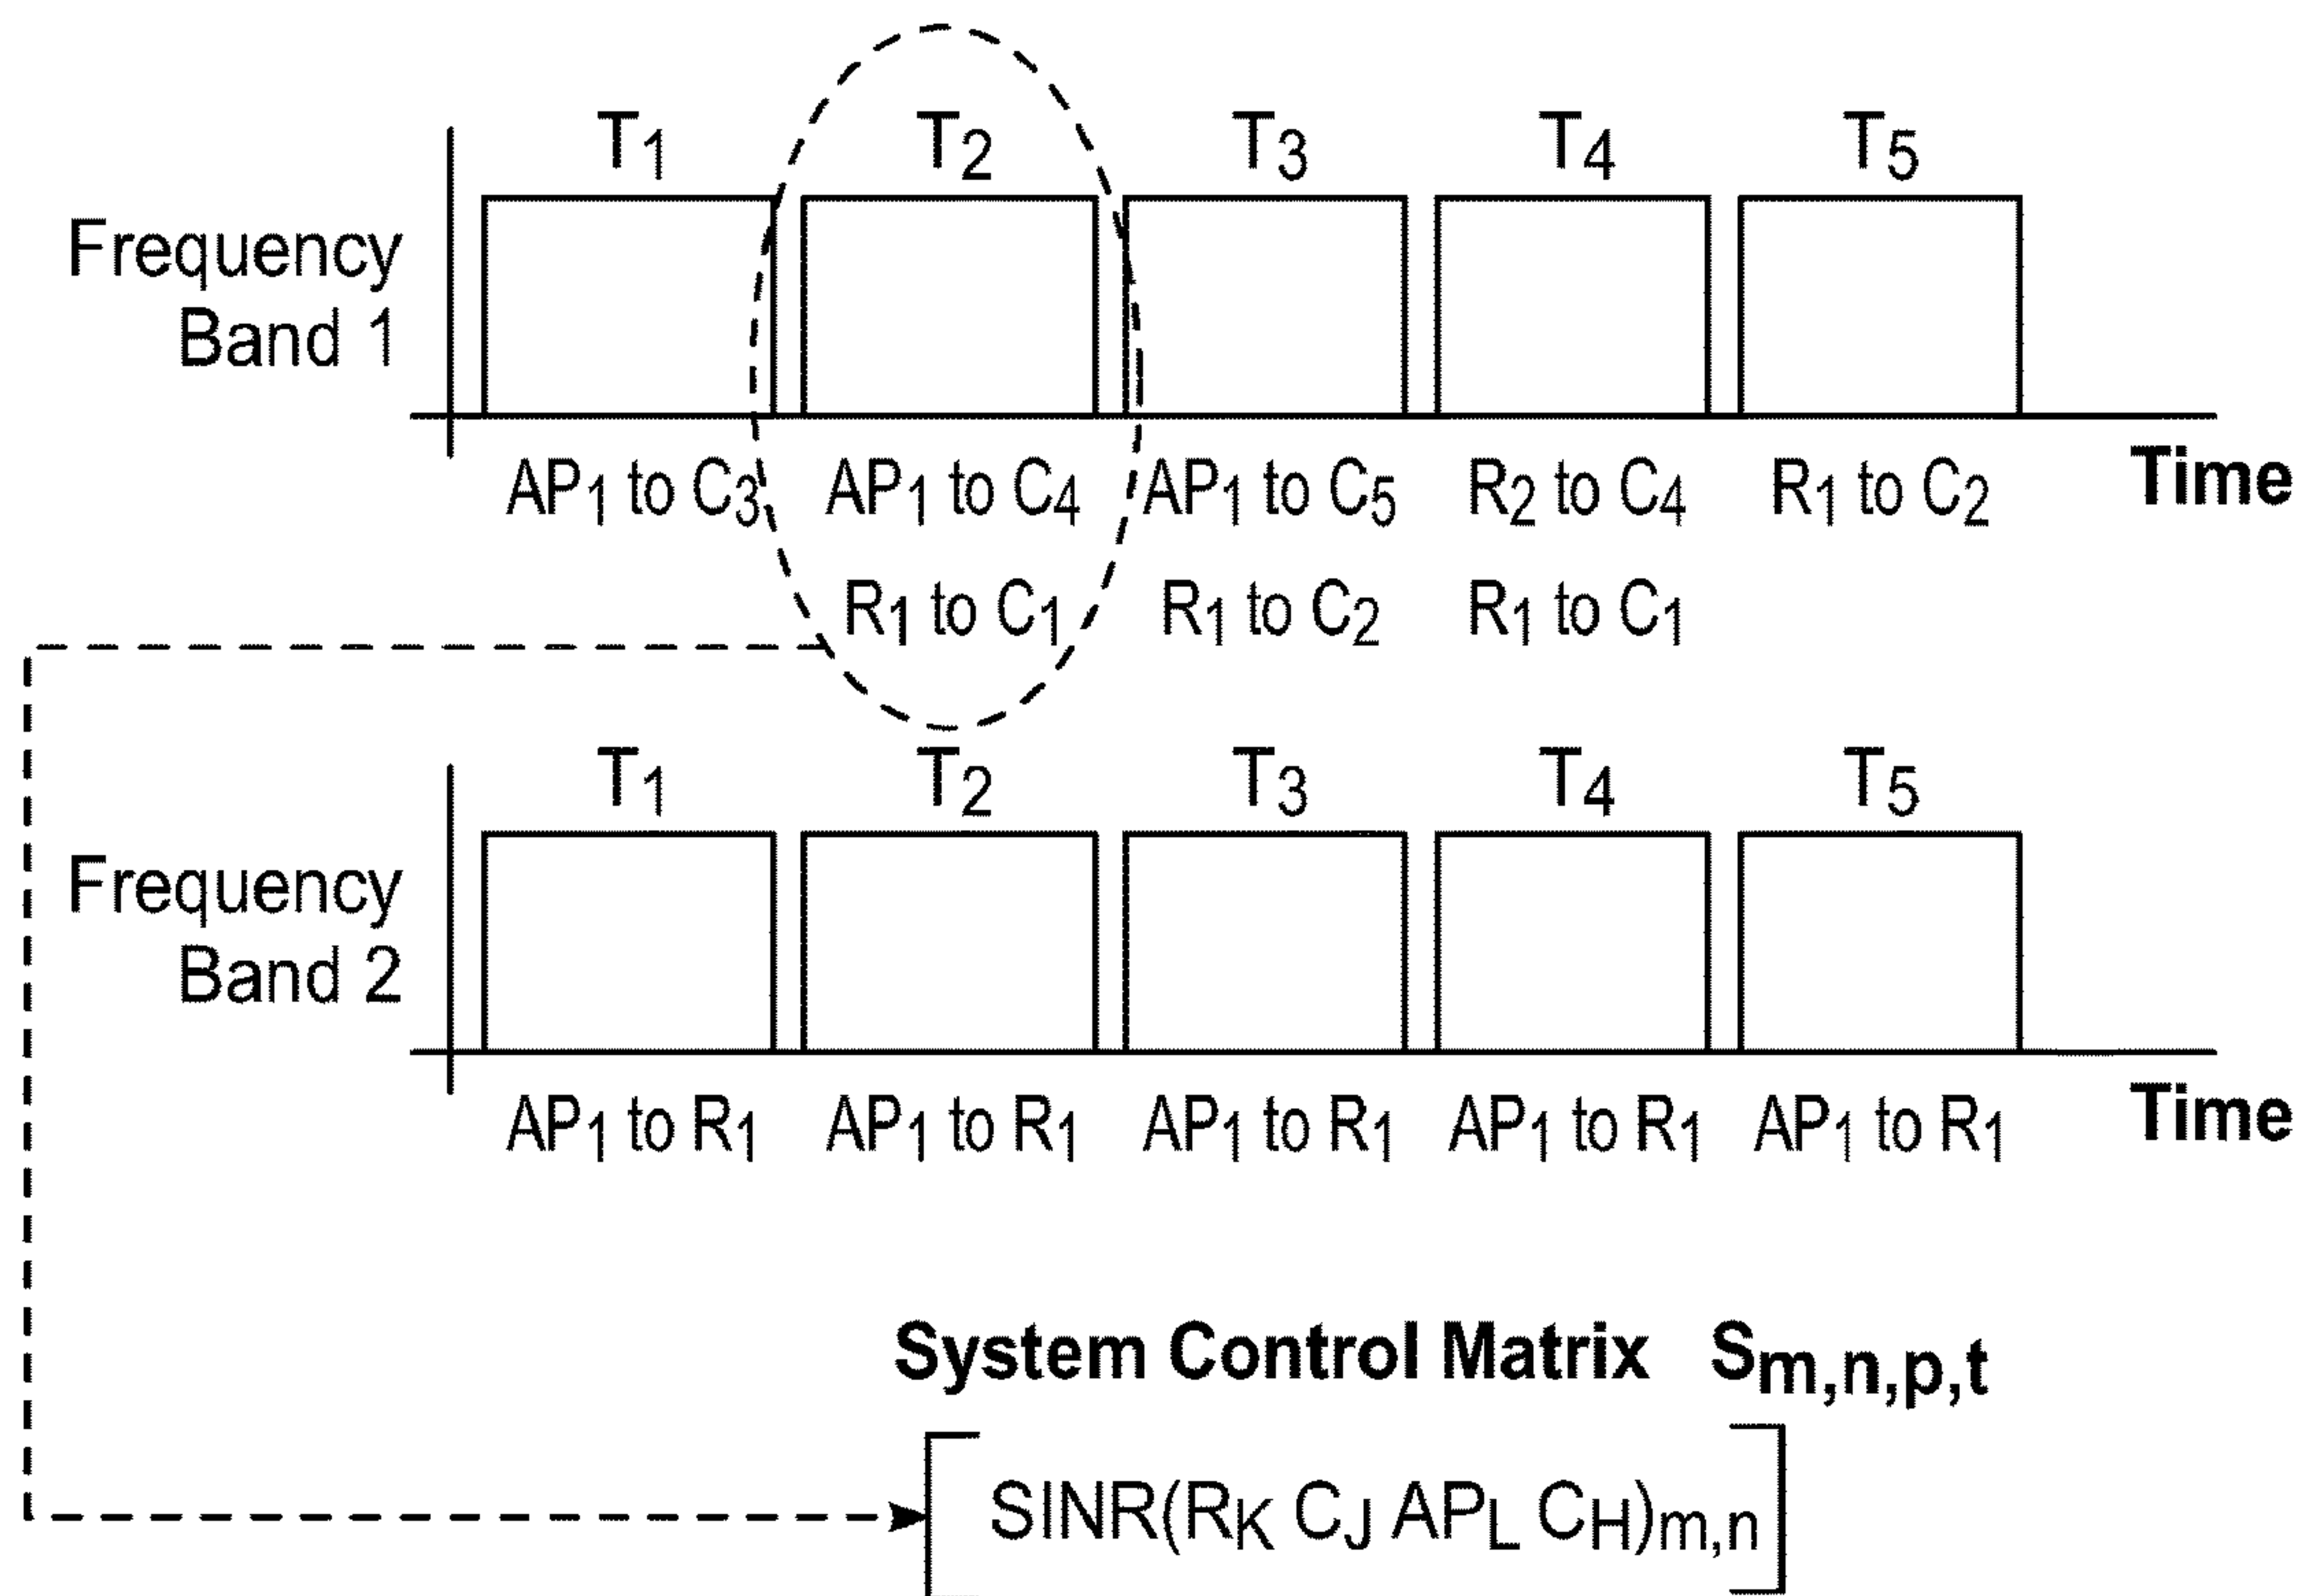 T1 T2 T3 T4 T5
Frequency
Band 1
AP1 to C3 AP1 to C4 AP1 to C5 R2 to C4 R1 to C2 Time
R1 to C1 R1 to C2 R1 to C1
T1 T2 T3 T4 T5
Frequency
Band 2
AP1 to R1 AP1 to R1 AP1 to R1 AP1 to R1 AP1 to R1 Time
System Control Matrix Sm,n,p,t
SINR(RK CJ APL CH)m,n